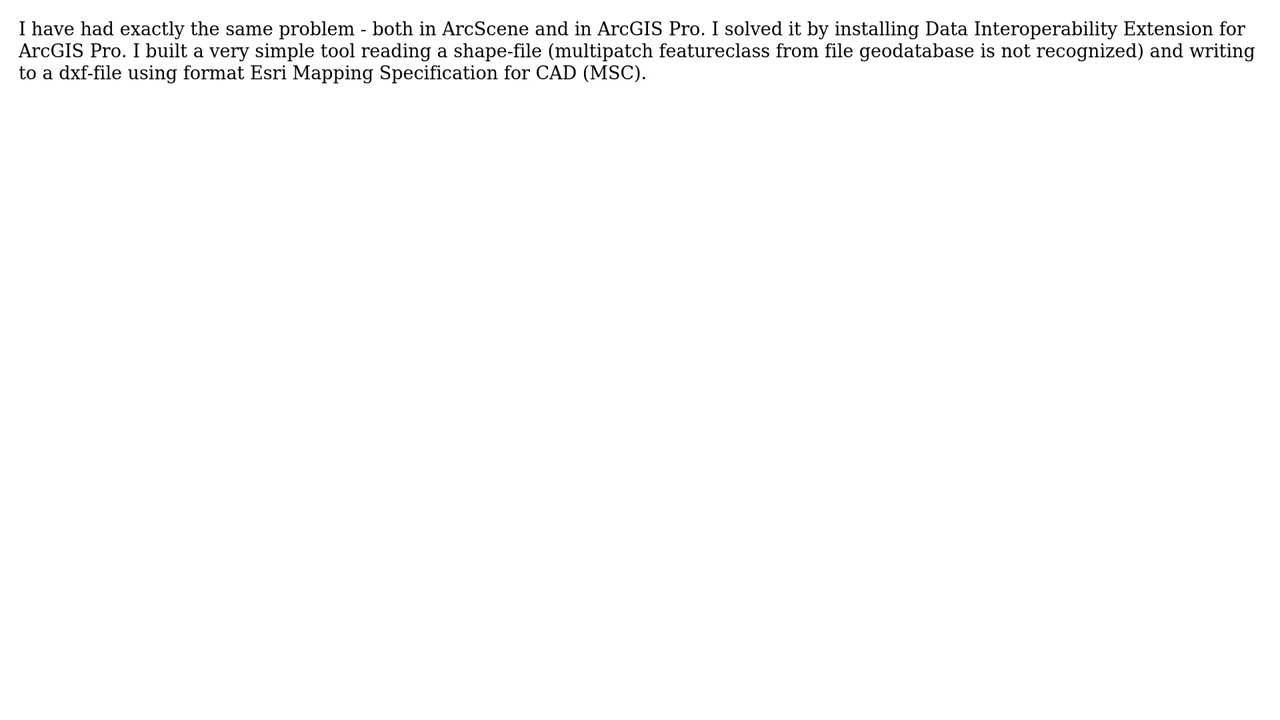 I have had exactly the same problem - both in ArcScene and in ArcGIS Pro. I solved it by installing Data Interoperability Extension for
ArcGIS Pro. I built a very simple tool reading a shape-file (multipatch featureclass from file geodatabase is not recognized) and writing
to a dxf-file using format Esri Mapping Specification for CAD (MSC).